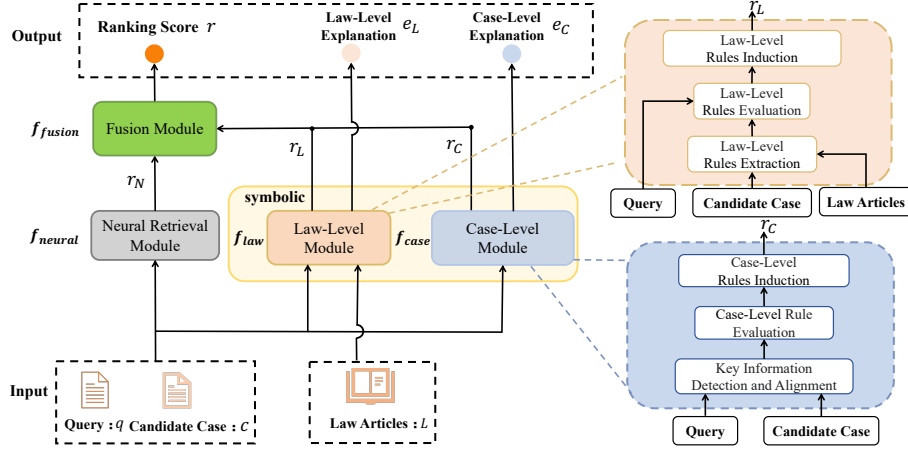 Output
Ranking Score r
Law-Level
Explanation e_L
Case-Level
Explanation e_C
f_fusion
Fusion Module
r_N
r_L
r_C
symbolic
f_neural
Neural Retrieval
Module
f_law
Law-Level
Module
f_case
Case-Level
Module
Input
Query : q
Candidate Case : C
Law Articles : L
r_L
Law-Level
Rules Induction
Law-Level
Rules Evaluation
Law-Level
Rules Extraction
Query
Candidate Case
Law Articles
r_C
Case-Level
Rules Induction
Case-Level Rule
Evaluation
Key Information
Detection and Alignment
Query
Candidate Case